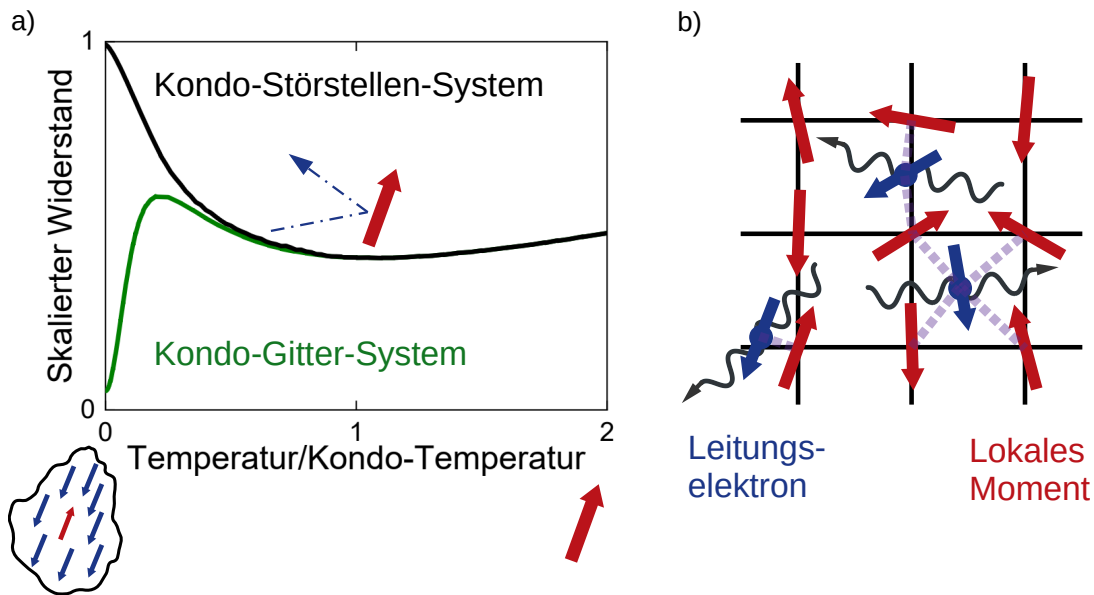 a)
1
Skalierter Widerstand
Kondo-Störstellen-System
Kondo-Gitter-System
0
0
1
2
Temperatur/Kondo-Temperatur
b)
Leitungs-
elektron
Lokales
Moment